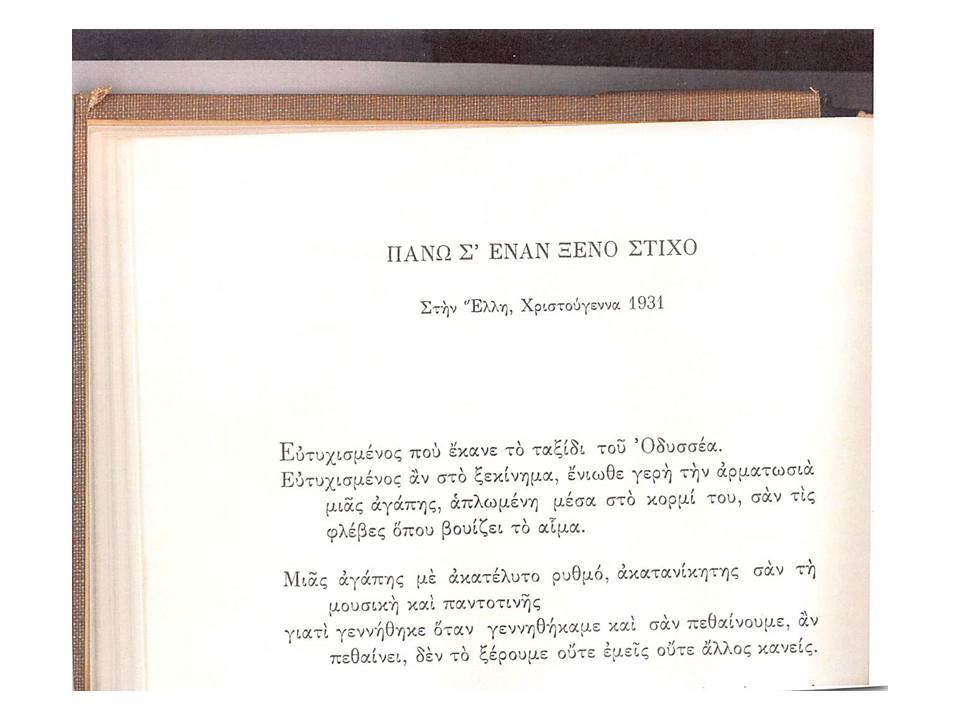 ΠΑΝΩ Σ' ΕΝΑΝ ΞΕΝΟ ΣΤΙΧΟ
Στὴν Ἕλλη, Χριστούγεννα 1931
Εὐτυχισμένος ποὺ ἔκανε τὸ ταξίδι τοῦ Ὀδυσσέα.
Εὐτυχισμένος ἂν στὸ ξεκίνημα, ἔνιωθε γερὴ τὴν ἀρματωσιὰ
μιᾶς ἀγάπης, ἁπλωμένη μέσα στὸ κορμί του, σὰν τὶς
φλέβες ὅπου βουίζει τὸ αἷμα.
Μιᾶς ἀγάπης μὲ ἀκατέλυτο ρυθμό, ἀκατανίκητης σὰν τὴ
μουσικὴ καὶ παντοτινῆς
γιατὶ γεννήθηκε ὅταν γεννηθήκαμε καὶ σὰν πεθαίνουμε, ἂν
πεθαίνει, δὲν τὸ ξέρουμε οὔτε ἐμεῖς οὔτε ἄλλος κανείς.